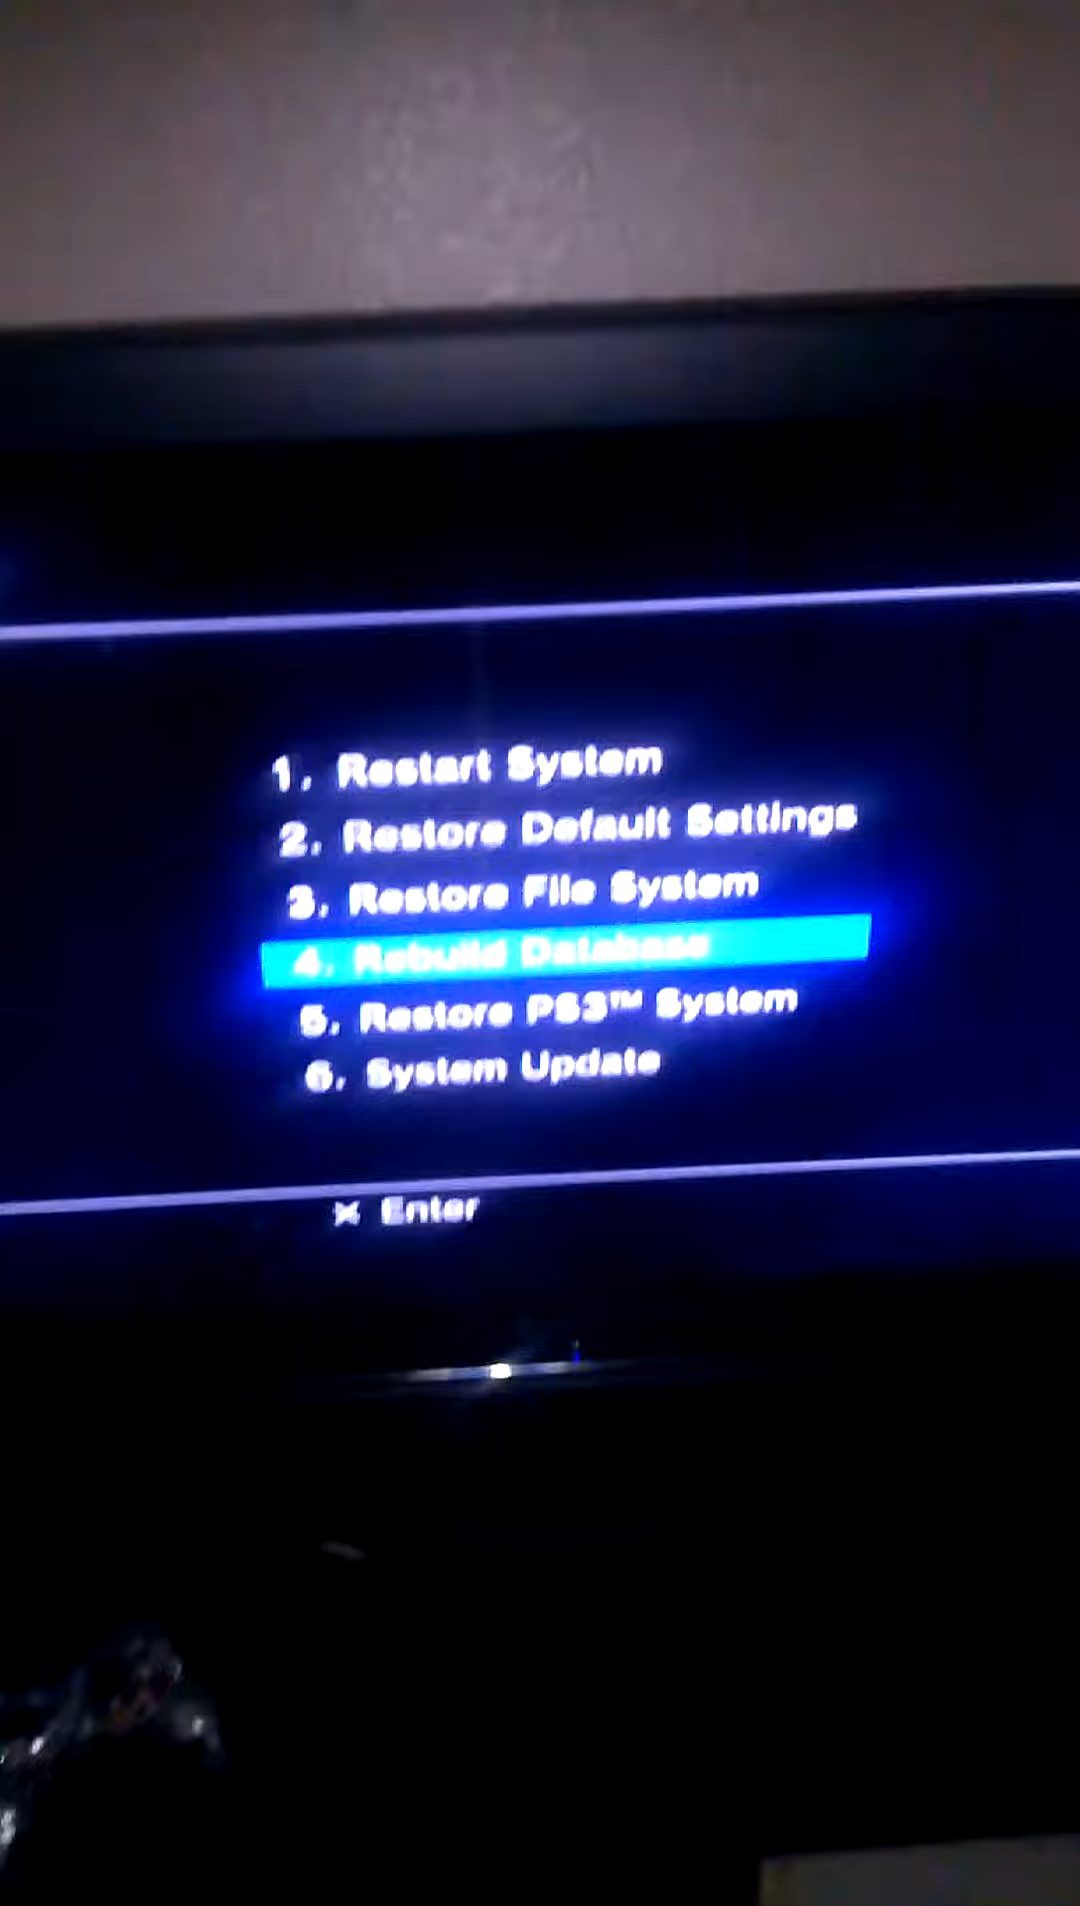 1. Restart System
2. Restore Default Settings
3. Restore File System
4. Rebuild Database
5. Restore PS3™ System
6. System Update
× Enter